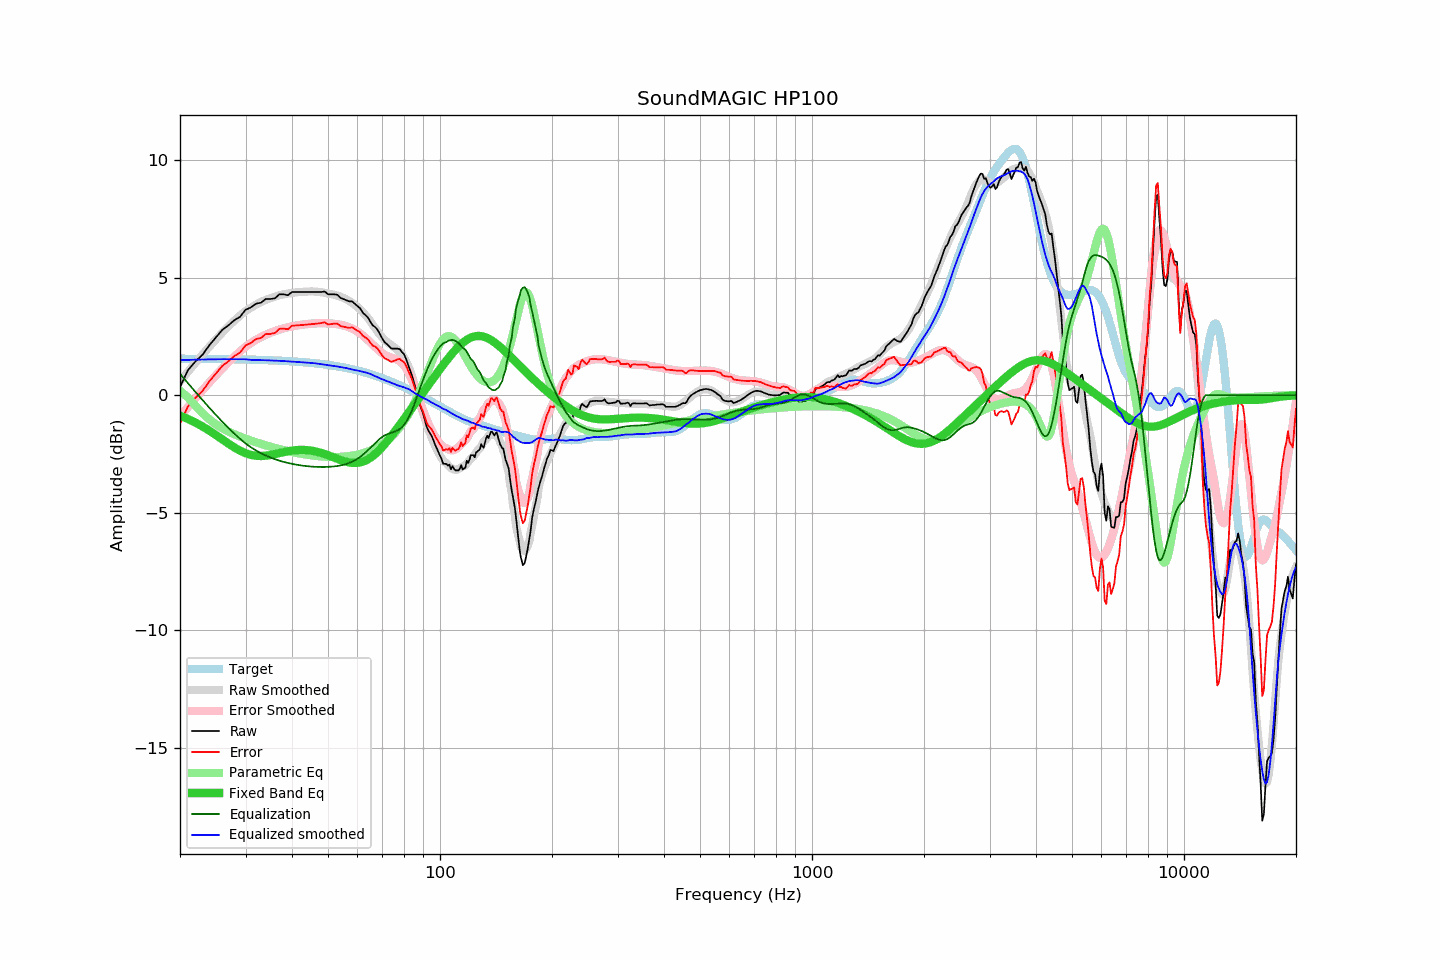 SoundMAGIC HP100
Amplitude (dBr)
10
5
0
−5
−10
−15
Target
Raw Smoothed
Error Smoothed
Raw
Error
Parametric Eq
Fixed Band Eq
Equalization
Equalized smoothed
100
1000
10000
Frequency (Hz)